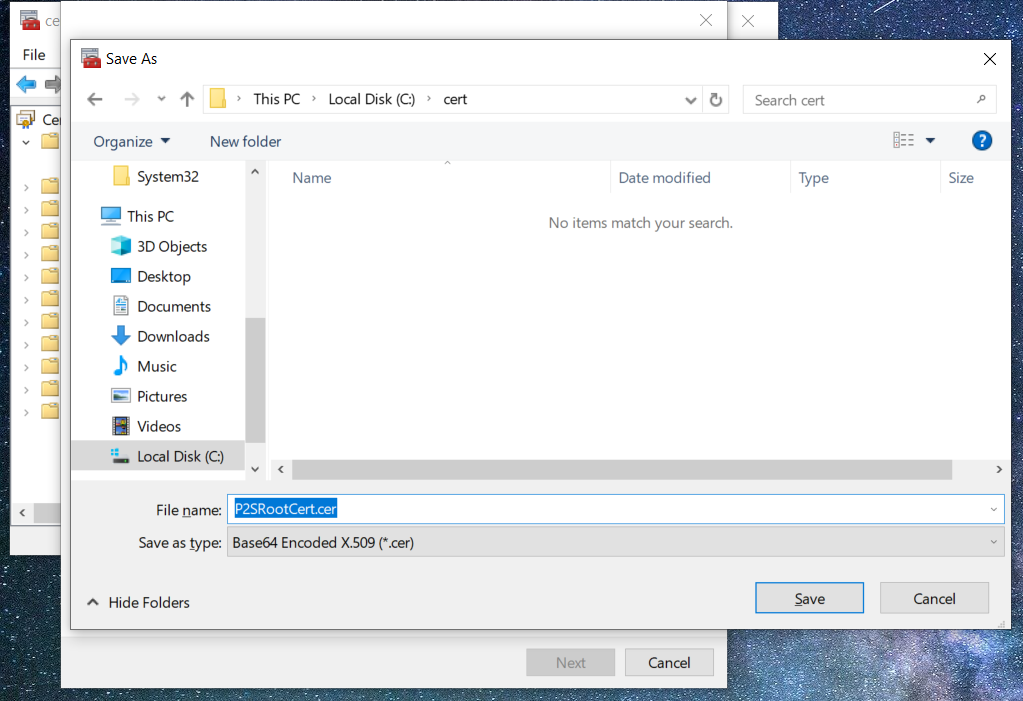 ce
File
Cer
Save As
This PC › Local Disk (C:) › cert
Search cert
Organize
New folder
?
System32
This PC
3D Objects
Desktop
Documents
Downloads
Music
Pictures
Videos
Local Disk (C:)
Name
Date modified
Type
Size
No items match your search.
File name: P2SRootCert.cer
Save as type: Base64 Encoded X.509 (*.cer)
Hide Folders
Save
Cancel
Next
Cancel